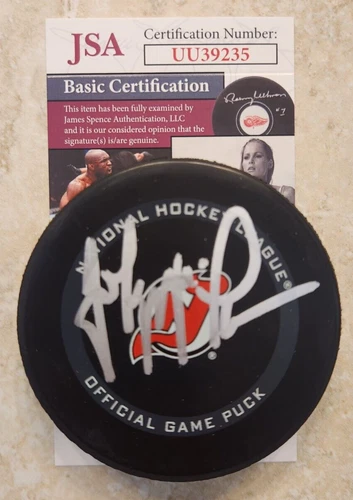 JSA
Certification Number:
UU39235
Basic Certification
This item has been fully examined by
James Spence Authentication, LLC
and it is our considered opinion that the
signature(s) is/are genuine.
NATIONAL HOCKEY LEAGUE®
®
OFFICIAL GAME PUCK